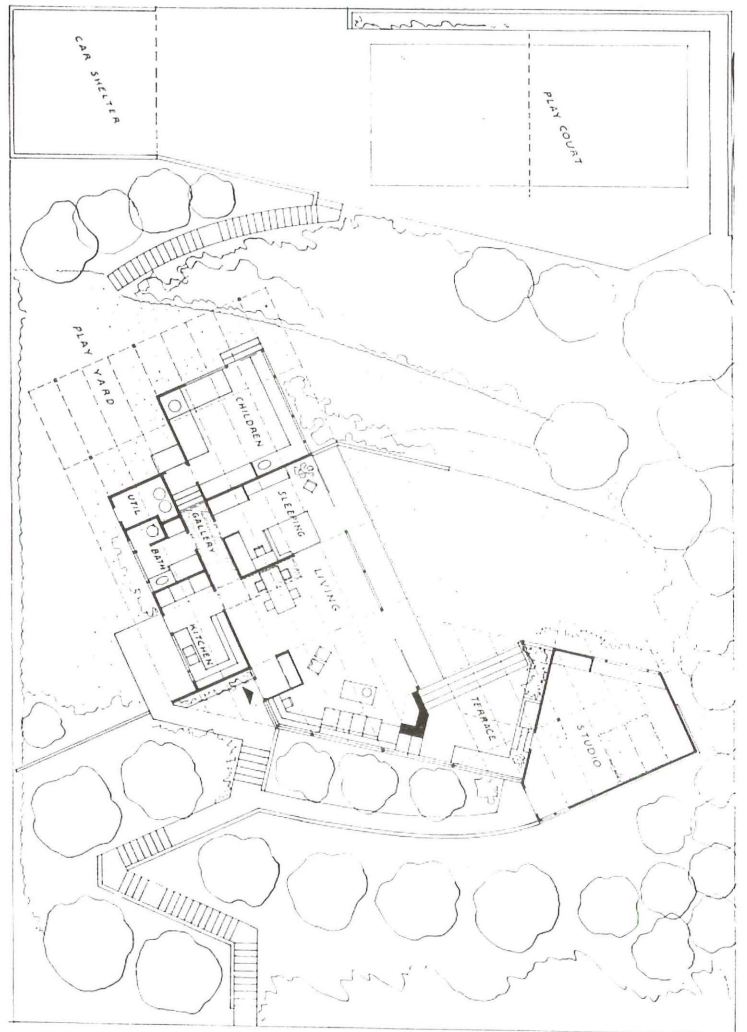 CAR SHELTER
PLAY COURT
PLAY YARD
CHILDREN
UTIL
GALLERY
SLEEPING
BATH
LIVING
KITCHEN
TERRACE
STUDIO